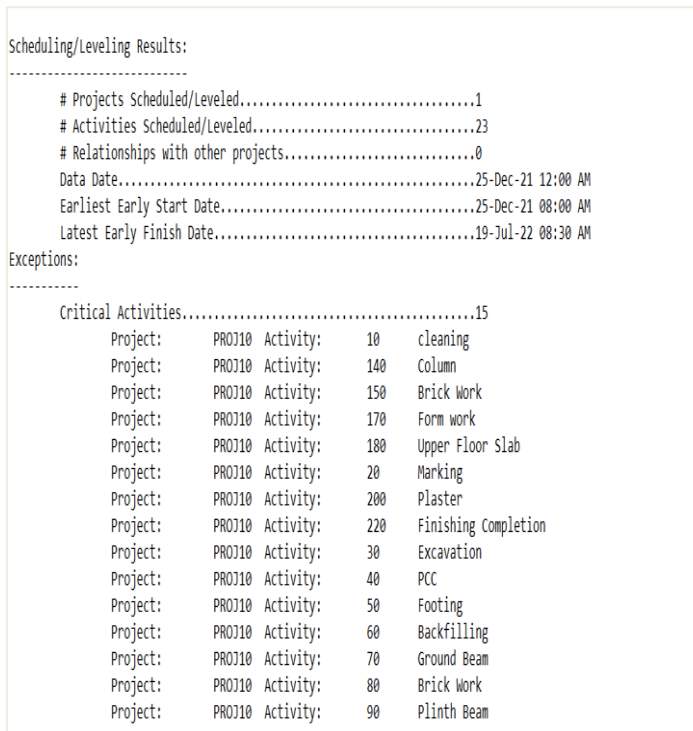 Scheduling/Leveling Results:
----------------------------
# Projects Scheduled/Leveled.....................................1
# Activities Scheduled/Leveled...................................23
# Relationships with other projects..............................0
Data Date........................................................25-Dec-21 12:00 AM
Earliest Early Start Date........................................25-Dec-21 08:00 AM
Latest Early Finish Date.........................................19-Jul-22 08:30 AM
Exceptions:
-----------
Critical Activities..............................................15
Project: PROJ10 Activity: 10 cleaning
Project: PROJ10 Activity: 140 Column
Project: PROJ10 Activity: 150 Brick Work
Project: PROJ10 Activity: 170 Form work
Project: PROJ10 Activity: 180 Upper Floor Slab
Project: PROJ10 Activity: 20 Marking
Project: PROJ10 Activity: 200 Plaster
Project: PROJ10 Activity: 220 Finishing Completion
Project: PROJ10 Activity: 30 Excavation
Project: PROJ10 Activity: 40 PCC
Project: PROJ10 Activity: 50 Footing
Project: PROJ10 Activity: 60 Backfilling
Project: PROJ10 Activity: 70 Ground Beam
Project: PROJ10 Activity: 80 Brick Work
Project: PROJ10 Activity: 90 Plinth Beam